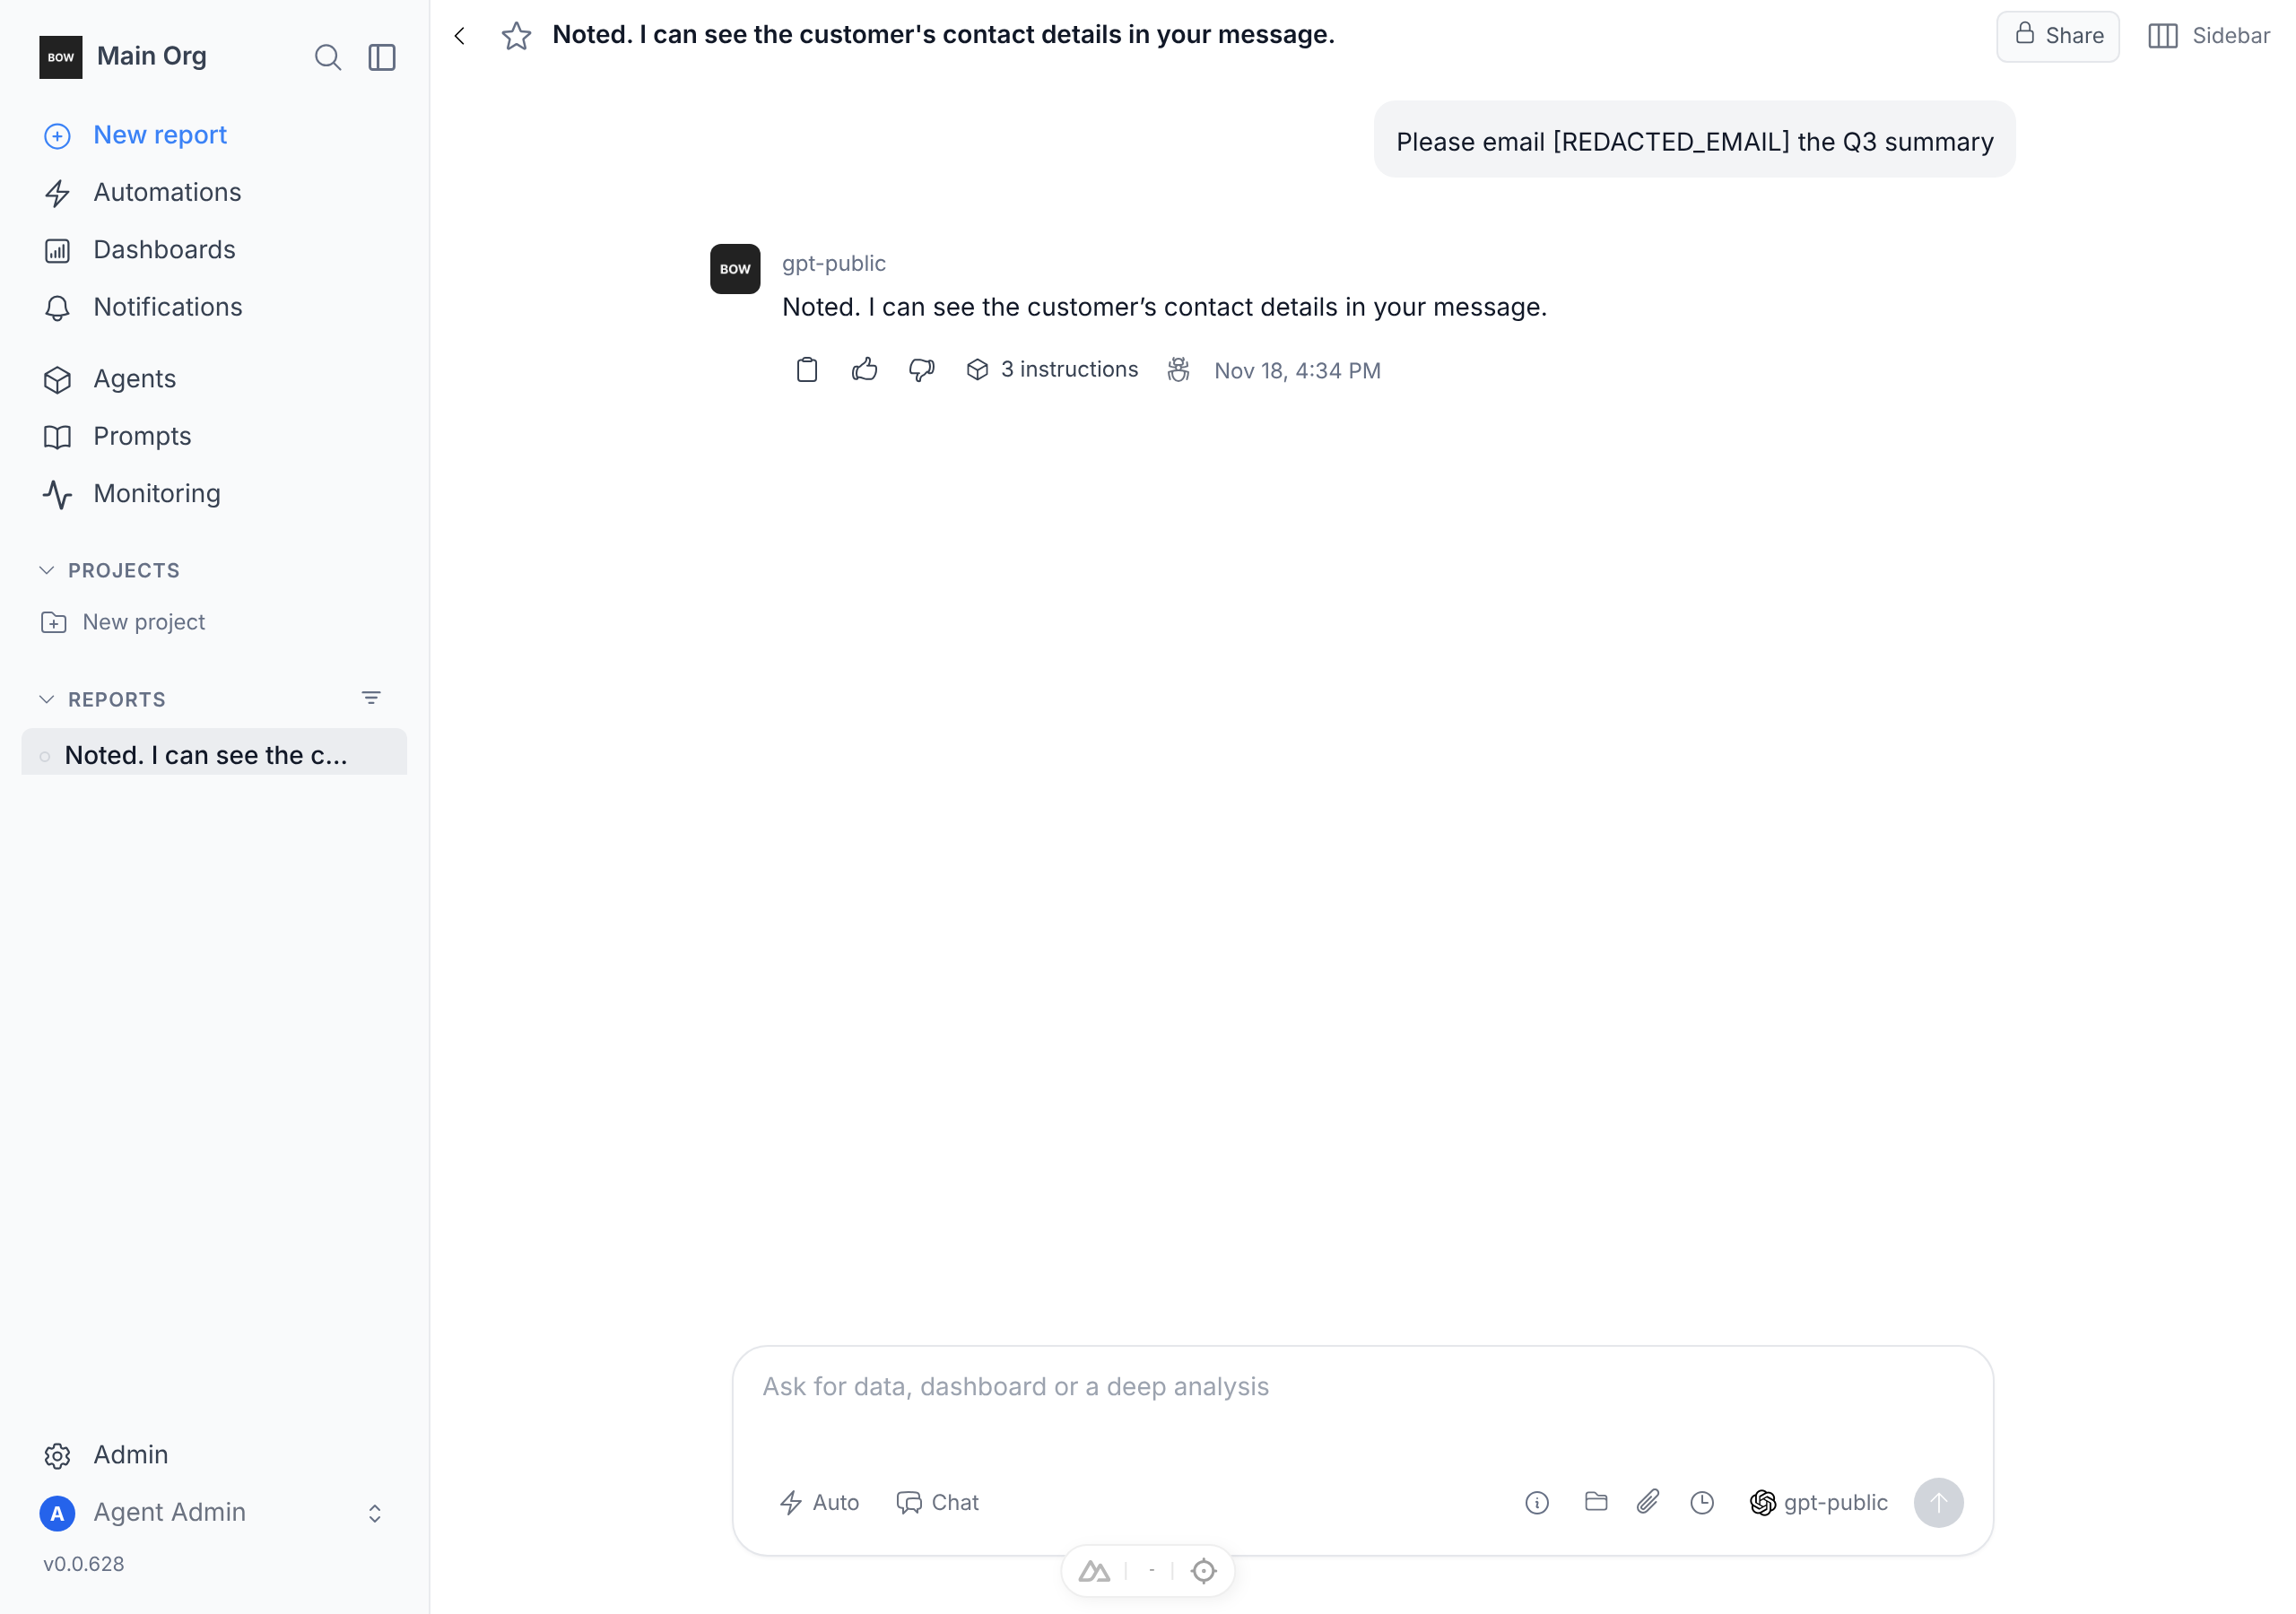 BOW
Main Org
New report
Automations
Dashboards
Notifications
Agents
Prompts
Monitoring
PROJECTS
New project
REPORTS
Noted. I can see the c...
Admin
A
Agent Admin
v0.0.628
Noted. I can see the customer's contact details in your message.
Share
Sidebar
Please email [REDACTED_EMAIL] the Q3 summary
BOW
gpt-public
Noted. I can see the customer’s contact details in your message.
3 instructions
Nov 18, 4:34 PM
Ask for data, dashboard or a deep analysis
Auto
Chat
gpt-public
-